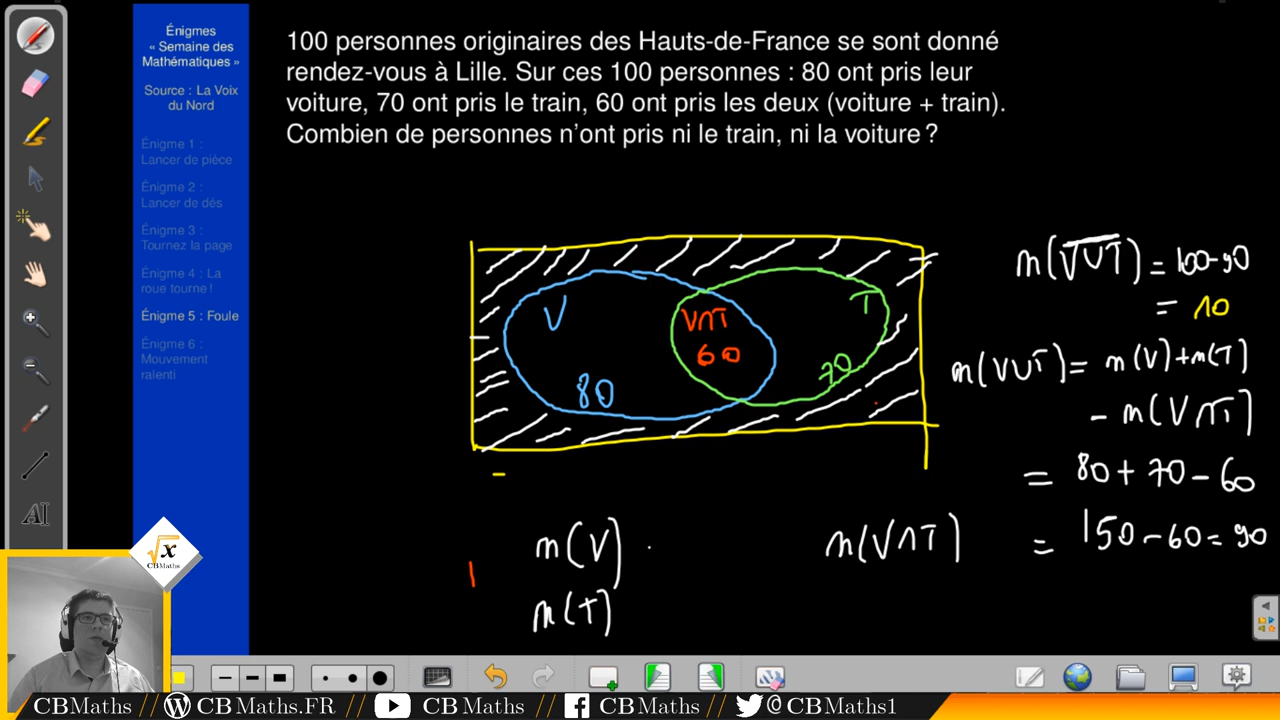 Énigmes
« Semaine des
Mathématiques »
Source : La Voix
du Nord
Énigme 1 :
Lancer de pièce
Énigme 2 :
Lancer de dés
Énigme 3 :
Tournez la page
Énigme 4 : La
roue tourne !
Énigme 5 : Foule
Énigme 6 :
Mouvement
ralenti
100 personnes originaires des Hauts-de-France se sont donné
rendez-vous à Lille. Sur ces 100 personnes : 80 ont pris leur
voiture, 70 ont pris le train, 60 ont pris les deux (voiture + train).
Combien de personnes n'ont pris ni le train, ni la voiture ?
V
V∩T
T
60
80
70
n(V̅U̅T̅) = 100-90
= 10
n(VUT) = n(V)+n(T)
- n(V∩T)
= 80+70-60
= 150-60=90
n(V)
n(V∩T)
n(T)
AI
√x
CBMaths
CBMaths // CBMaths.FR // CBMaths // CBMaths // @CBMaths1